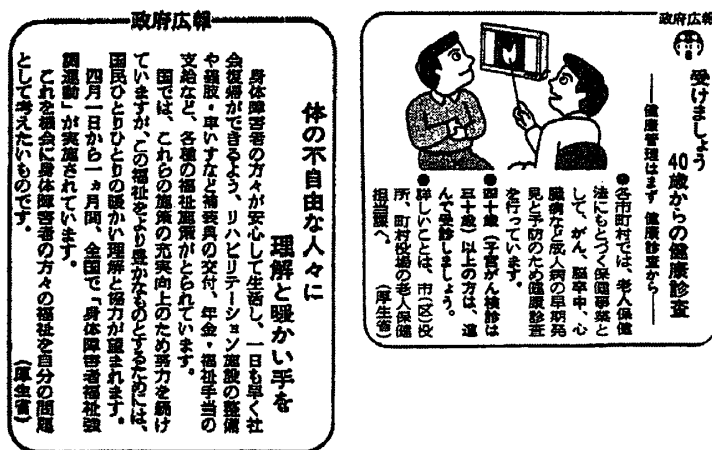 政府広報
受けましょう
40歳からの健康診査
――健康管理はまず 健康診査から――
●各市町村では、老人保健
法にもとづく保健事業と
して、がん、脳卒中、心
臓病など成人病の早期発
見と予防のため健康診査
を行っています。
●四十歳（子宮がん検診は
三十歳）以上の方は、進
んで受診しましょう。
●詳しいことは、市（区）役
所、町村役場の老人保健
担当課へ。
（厚生省）
政府広報
体の不自由な人々に
理解と暖かい手を
身体障害者の方々が安心して生活し、一日も早く社
会復帰ができるよう、リハビリテーション施設の整備
や義肢・車いすなど補装具の交付、年金・福祉手当の
支給など、各種の福祉施策がとられています。
国では、これらの施策の充実向上のため努力を続け
ていますが、この福祉をより豊かなものとするためには、
国民ひとりひとりの暖かい理解と協力が望まれます。
四月一日から一ヵ月間、全国で「身体障害者福祉強
調運動」が実施されています。
これを機会に身体障害者の方々の福祉を自分の問題
として考えたいものです。
（厚生省）